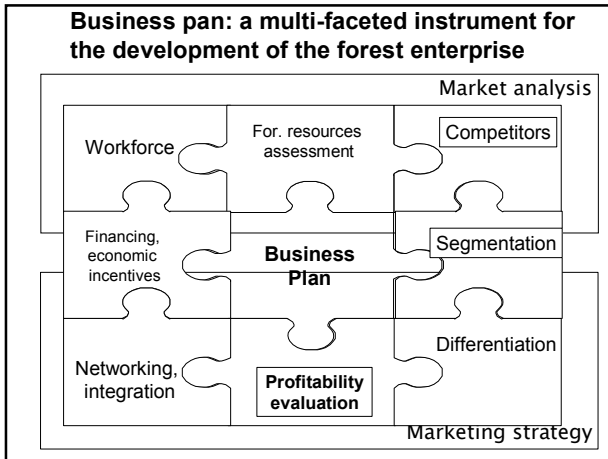 Business pan: a multi-faceted instrument for
the development of the forest enterprise
Market analysis
Workforce
For. resources
assessment
Competitors
Financing,
economic
incentives
Business
Plan
Segmentation
Networking,
integration
Profitability
evaluation
Differentiation
Marketing strategy